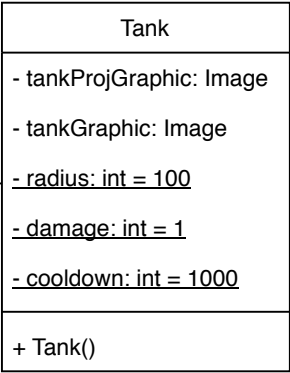 Tank
- tankProjGraphic: Image
- tankGraphic: Image
- radius: int = 100
- damage: int = 1
- cooldown: int = 1000
+ Tank()